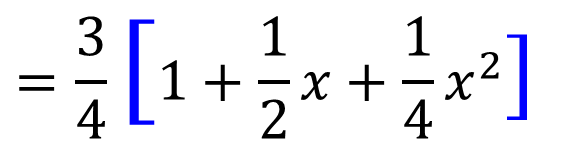 = 3/4 [1 + 1/2 x + 1/4 x²]